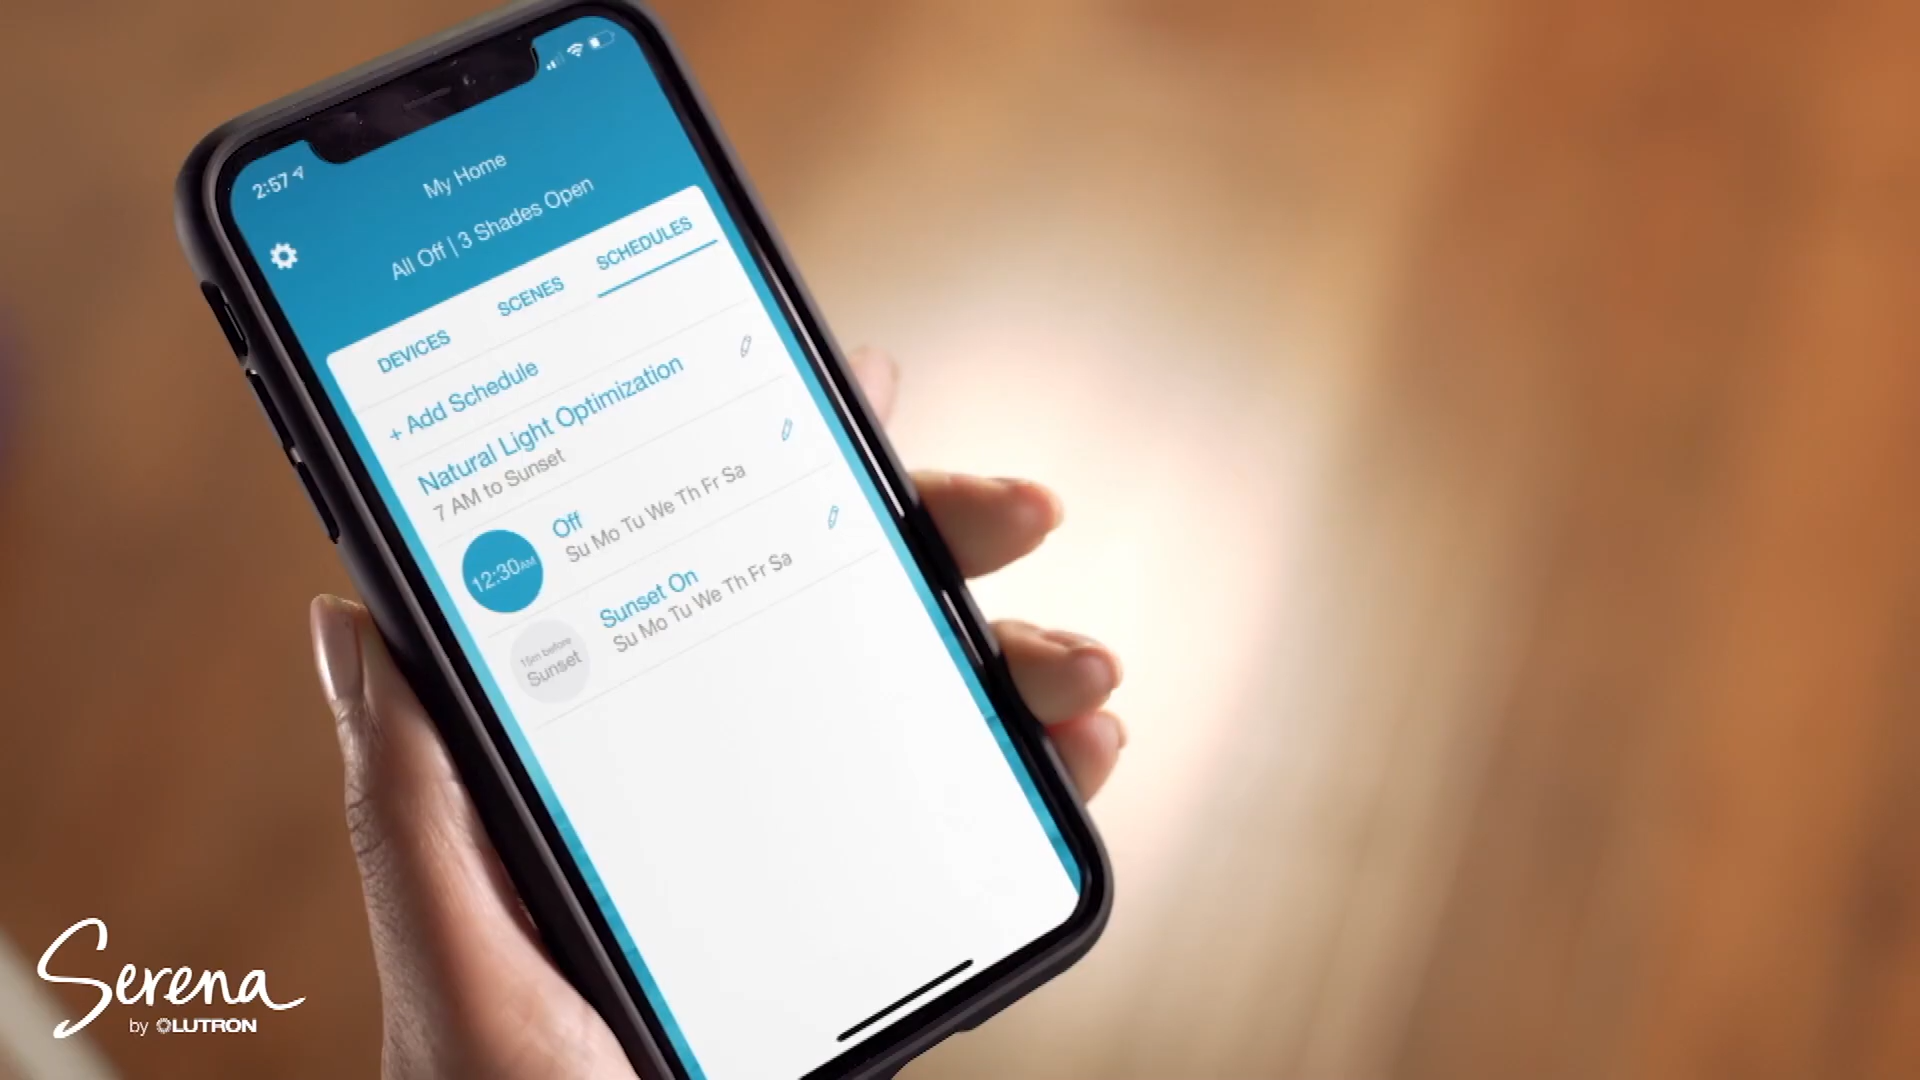 2:57
My Home
All Off | 3 Shades Open
DEVICES SCENES SCHEDULES
+ Add Schedule
Natural Light Optimization
7 AM to Sunset
12:30AM
Off
Su Mo Tu We Th Fr Sa
15m before
Sunset
Sunset On
Su Mo Tu We Th Fr Sa
Serena
by LUTRON